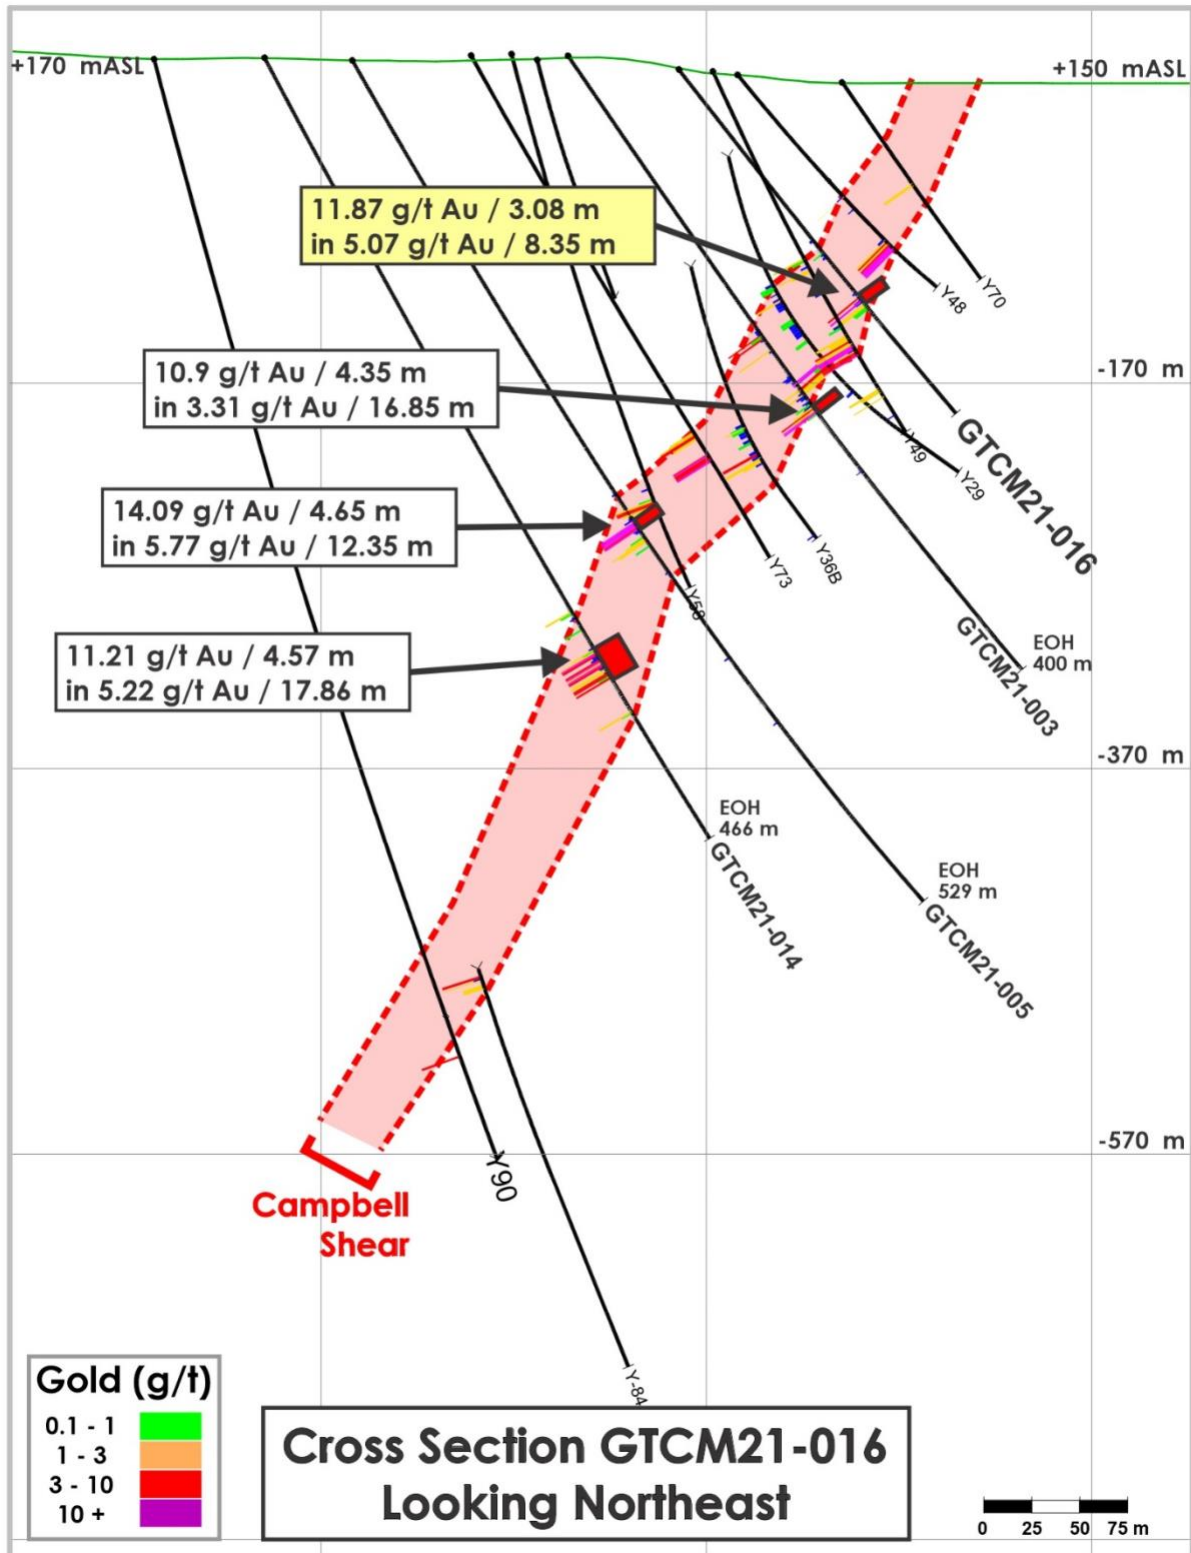 +170 mASL
+150 mASL
11.87 g/t Au / 3.08 m
in 5.07 g/t Au / 8.35 m
Y70
Y48
10.9 g/t Au / 4.35 m
in 3.31 g/t Au / 16.85 m
-170 m
GTCM21-016
Y49
Y29
14.09 g/t Au / 4.65 m
in 5.77 g/t Au / 12.35 m
Y36B
Y73
Y58
GTCM21-003
EOH
400 m
11.21 g/t Au / 4.57 m
in 5.22 g/t Au / 17.86 m
-370 m
EOH
466 m
GTCM21-014
EOH
529 m
GTCM21-005
-570 m
Y90
Campbell
Shear
Y-84
Gold (g/t)
0.1 - 1
1 - 3
3 - 10
10 +
Cross Section GTCM21-016
Looking Northeast
0 25 50 75 m